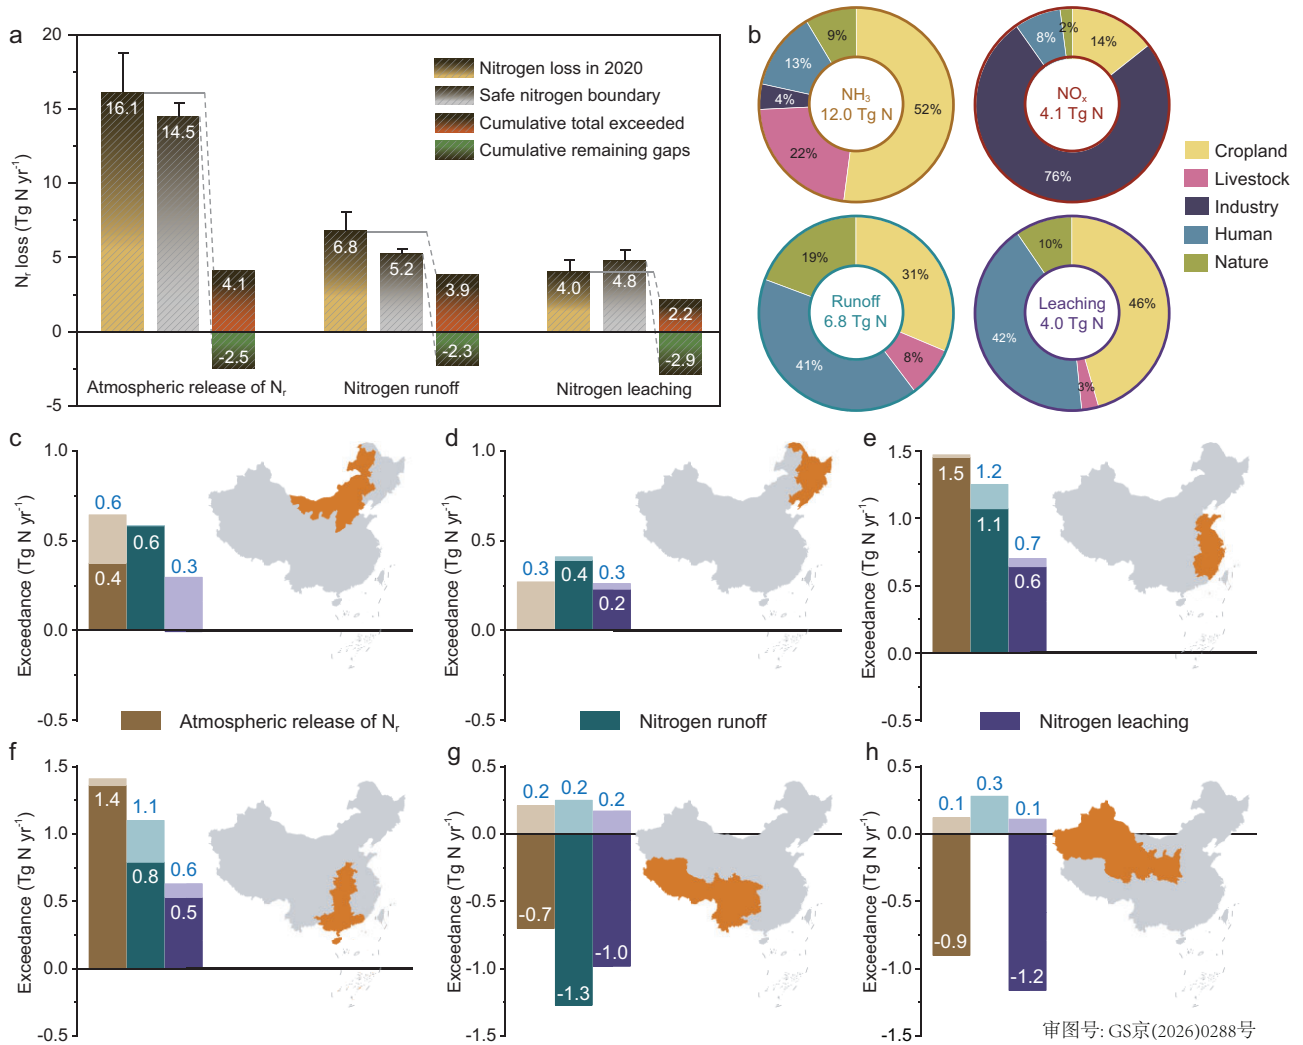 a
20
15
10
5
0
-5
Nᵣ loss (Tg N yr⁻¹)
Nitrogen loss in 2020
Safe nitrogen boundary
Cumulative total exceeded
Cumulative remaining gaps
16.1
14.5
4.1
-2.5
6.8
5.2
3.9
-2.3
4.0
4.8
2.2
-2.9
Atmospheric release of Nᵣ
Nitrogen runoff
Nitrogen leaching
b
9%
13%
4%
22%
52%
NH₃
12.0 Tg N
2%
8%
14%
76%
NOₓ
4.1 Tg N
19%
31%
8%
41%
Runoff
6.8 Tg N
10%
46%
42%
3%
Leaching
4.0 Tg N
Cropland
Livestock
Industry
Human
Nature
c
1.0
0.5
0.0
-0.5
Exceedance (Tg N yr⁻¹)
0.6
0.4
0.6
0.3
d
1.0
0.5
0.0
-0.5
Exceedance (Tg N yr⁻¹)
0.3
0.4
0.3
0.2
e
1.5
1.0
0.5
0.0
-0.5
Exceedance (Tg N yr⁻¹)
1.5
1.2
1.1
0.7
0.6
Atmospheric release of Nᵣ
Nitrogen runoff
Nitrogen leaching
f
1.5
1.0
0.5
0.0
-0.5
Exceedance (Tg N yr⁻¹)
1.4
1.1
0.8
0.6
0.5
g
0.5
0.0
-0.5
-1.0
-1.5
Exceedance (Tg N yr⁻¹)
0.2
0.2
0.2
-0.7
-1.3
-1.0
h
0.5
0.0
-0.5
-1.0
-1.5
Exceedance (Tg N yr⁻¹)
0.1
0.3
0.1
-0.9
-1.2
审图号: GS京(2026)0288号